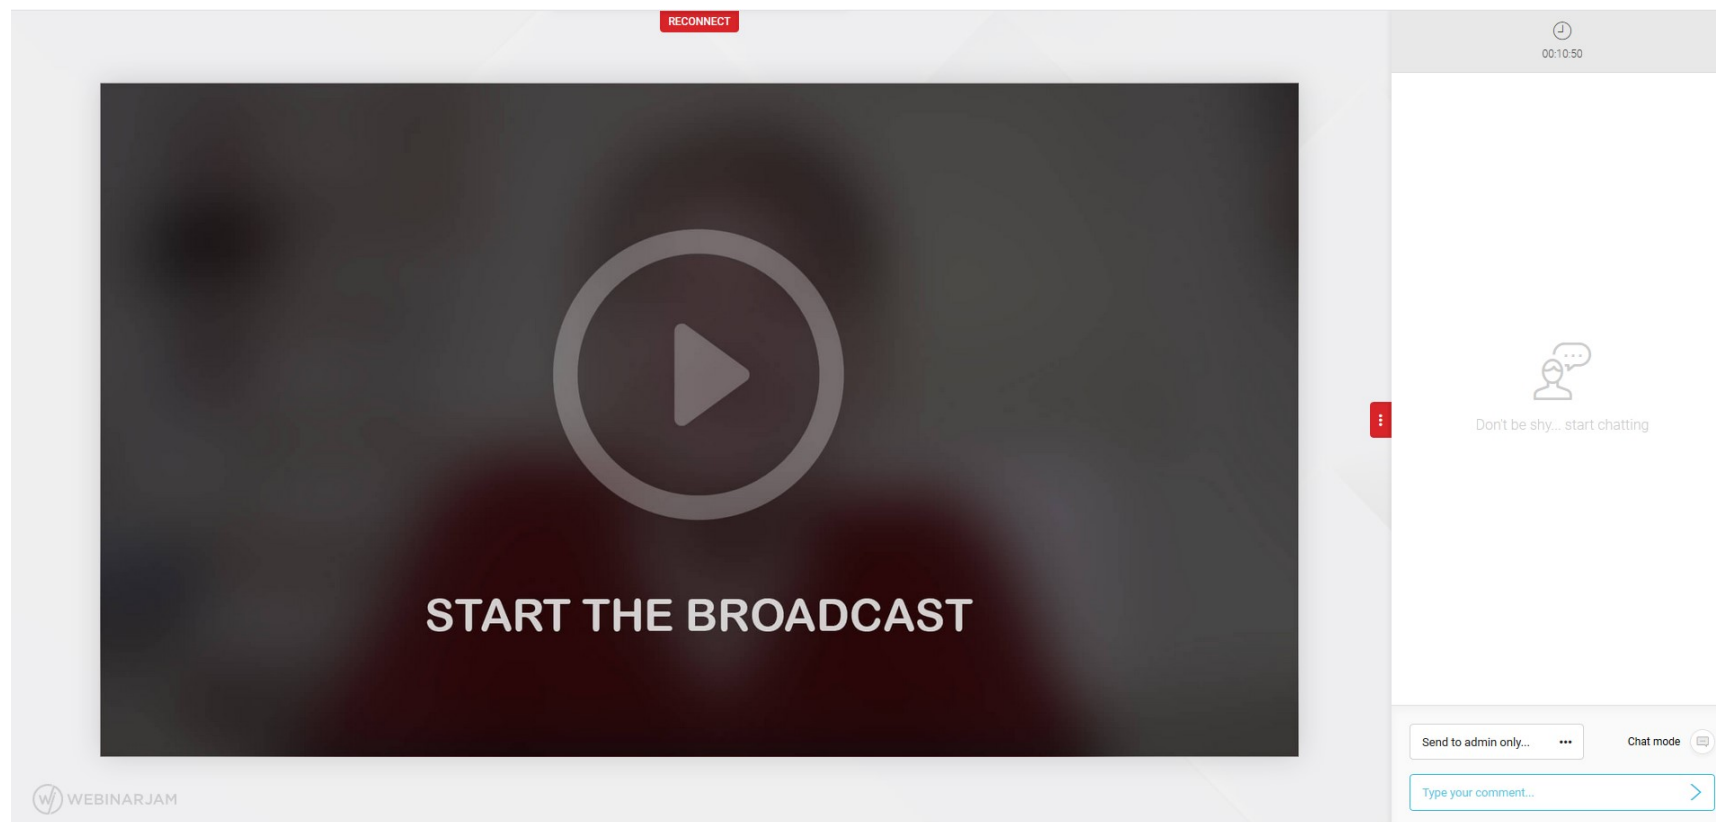 RECONNECT
00:10:50
START THE BROADCAST
Don't be shy... start chatting
Send to admin only... •••
Chat mode
Type your comment...
W WEBINARJAM